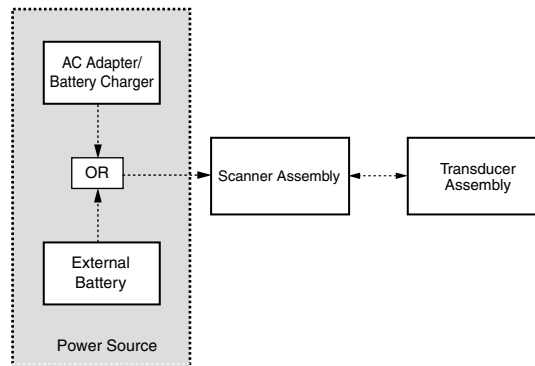 AC Adapter/
Battery Charger
OR
Scanner Assembly
Transducer
Assembly
External
Battery
Power Source